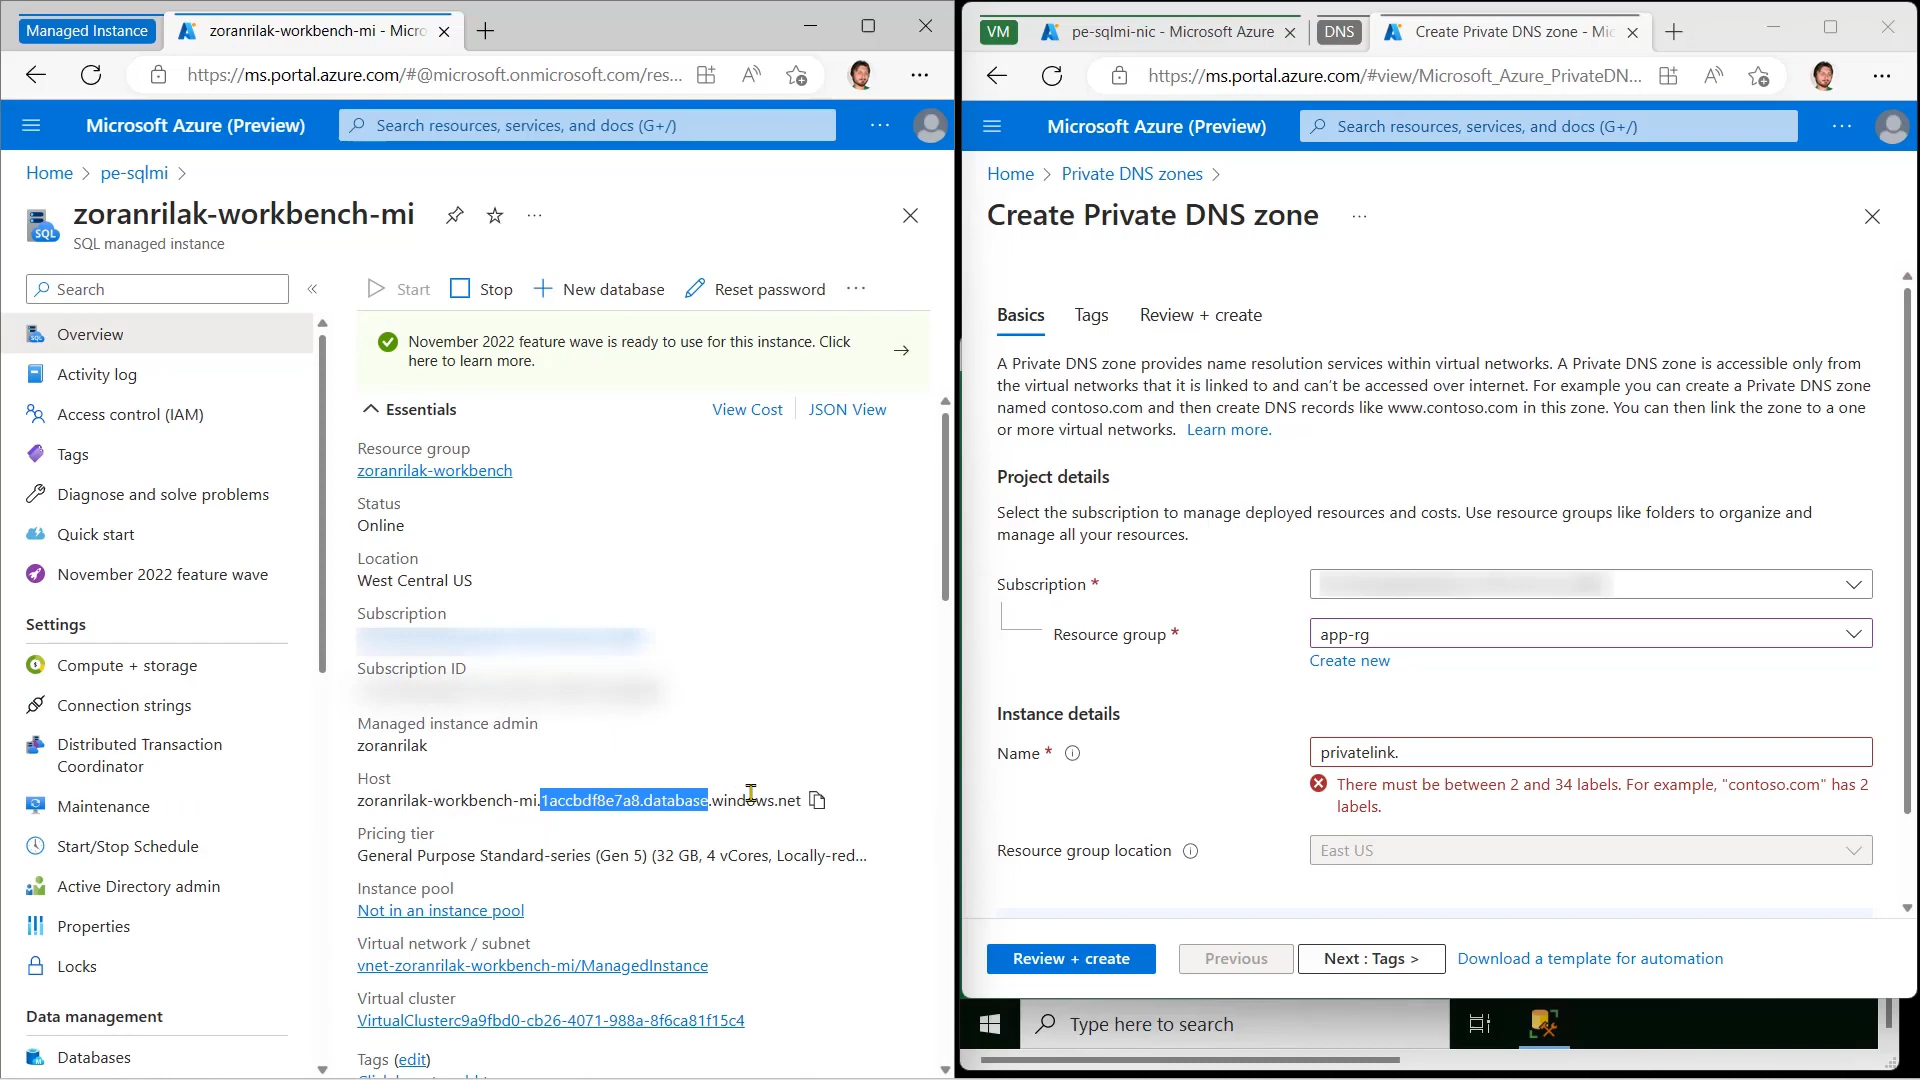 Managed Instance
zoranrilak-workbench-mi - Micro
https://ms.portal.azure.com/#@microsoft.onmicrosoft.com/res...
Microsoft Azure (Preview)
Search resources, services, and docs (G+/)
Home > pe-sqlmi >
zoranrilak-workbench-mi
SQL managed instance
Search
Start
Stop
New database
Reset password
Overview
Activity log
Access control (IAM)
Tags
Diagnose and solve problems
Quick start
November 2022 feature wave
Settings
Compute + storage
Connection strings
Distributed Transaction
Coordinator
Maintenance
Start/Stop Schedule
Active Directory admin
Properties
Locks
Data management
Databases
November 2022 feature wave is ready to use for this instance. Click
here to learn more.
Essentials
View Cost
JSON View
Resource group
zoranrilak-workbench
Status
Online
Location
West Central US
Subscription
Subscription ID
Managed instance admin
zoranrilak
Host
zoranrilak-workbench-mi.1accbdf8e7a8.database.windows.net
Pricing tier
General Purpose Standard-series (Gen 5) (32 GB, 4 vCores, Locally-red...
Instance pool
Not in an instance pool
Virtual network / subnet
vnet-zoranrilak-workbench-mi/ManagedInstance
Virtual cluster
VirtualClusterc9a9fbd0-cb26-4071-988a-8f6ca81f15c4
Tags (edit)
VM
pe-sqlmi-nic - Microsoft Azure
DNS
Create Private DNS zone - Mic
https://ms.portal.azure.com/#view/Microsoft_Azure_PrivateDN...
Microsoft Azure (Preview)
Search resources, services, and docs (G+/)
Home > Private DNS zones >
Create Private DNS zone
Basics
Tags
Review + create
A Private DNS zone provides name resolution services within virtual networks. A Private DNS zone is accessible only from
the virtual networks that it is linked to and can't be accessed over internet. For example you can create a Private DNS zone
named contoso.com and then create DNS records like www.contoso.com in this zone. You can then link the zone to a one
or more virtual networks. Learn more.
Project details
Select the subscription to manage deployed resources and costs. Use resource groups like folders to organize and
manage all your resources.
Subscription *
Resource group *
app-rg
Create new
Instance details
Name *
privatelink.
There must be between 2 and 34 labels. For example, "contoso.com" has 2
labels.
Resource group location
East US
Review + create
Previous
Next : Tags >
Download a template for automation
Type here to search